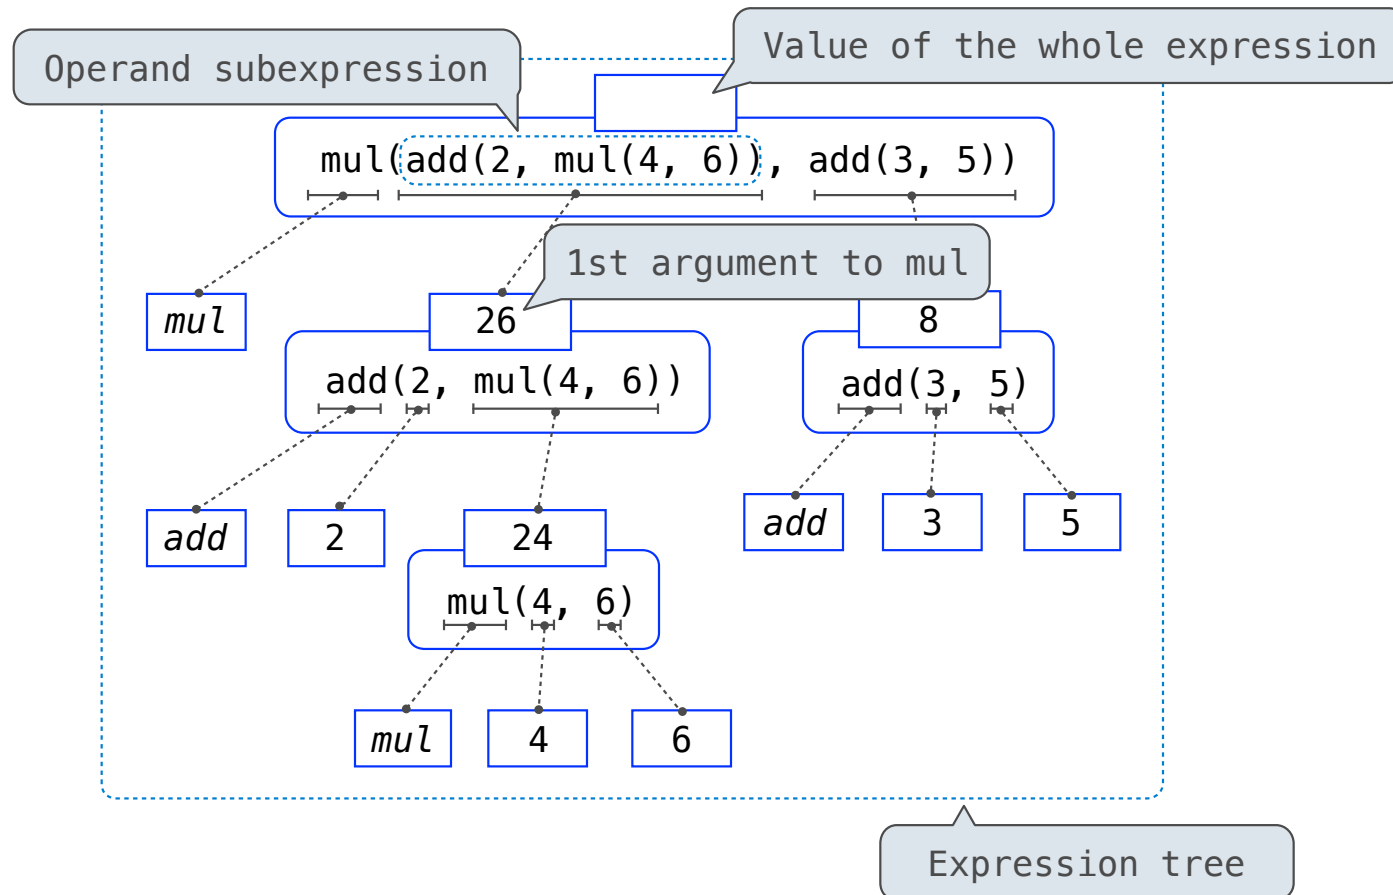 Operand subexpression
Value of the whole expression
mul(add(2, mul(4, 6)), add(3, 5))
1st argument to mul
mul
26
8
add(2, mul(4, 6))
add(3, 5)
add
2
24
add
3
5
mul(4, 6)
mul
4
6
Expression tree